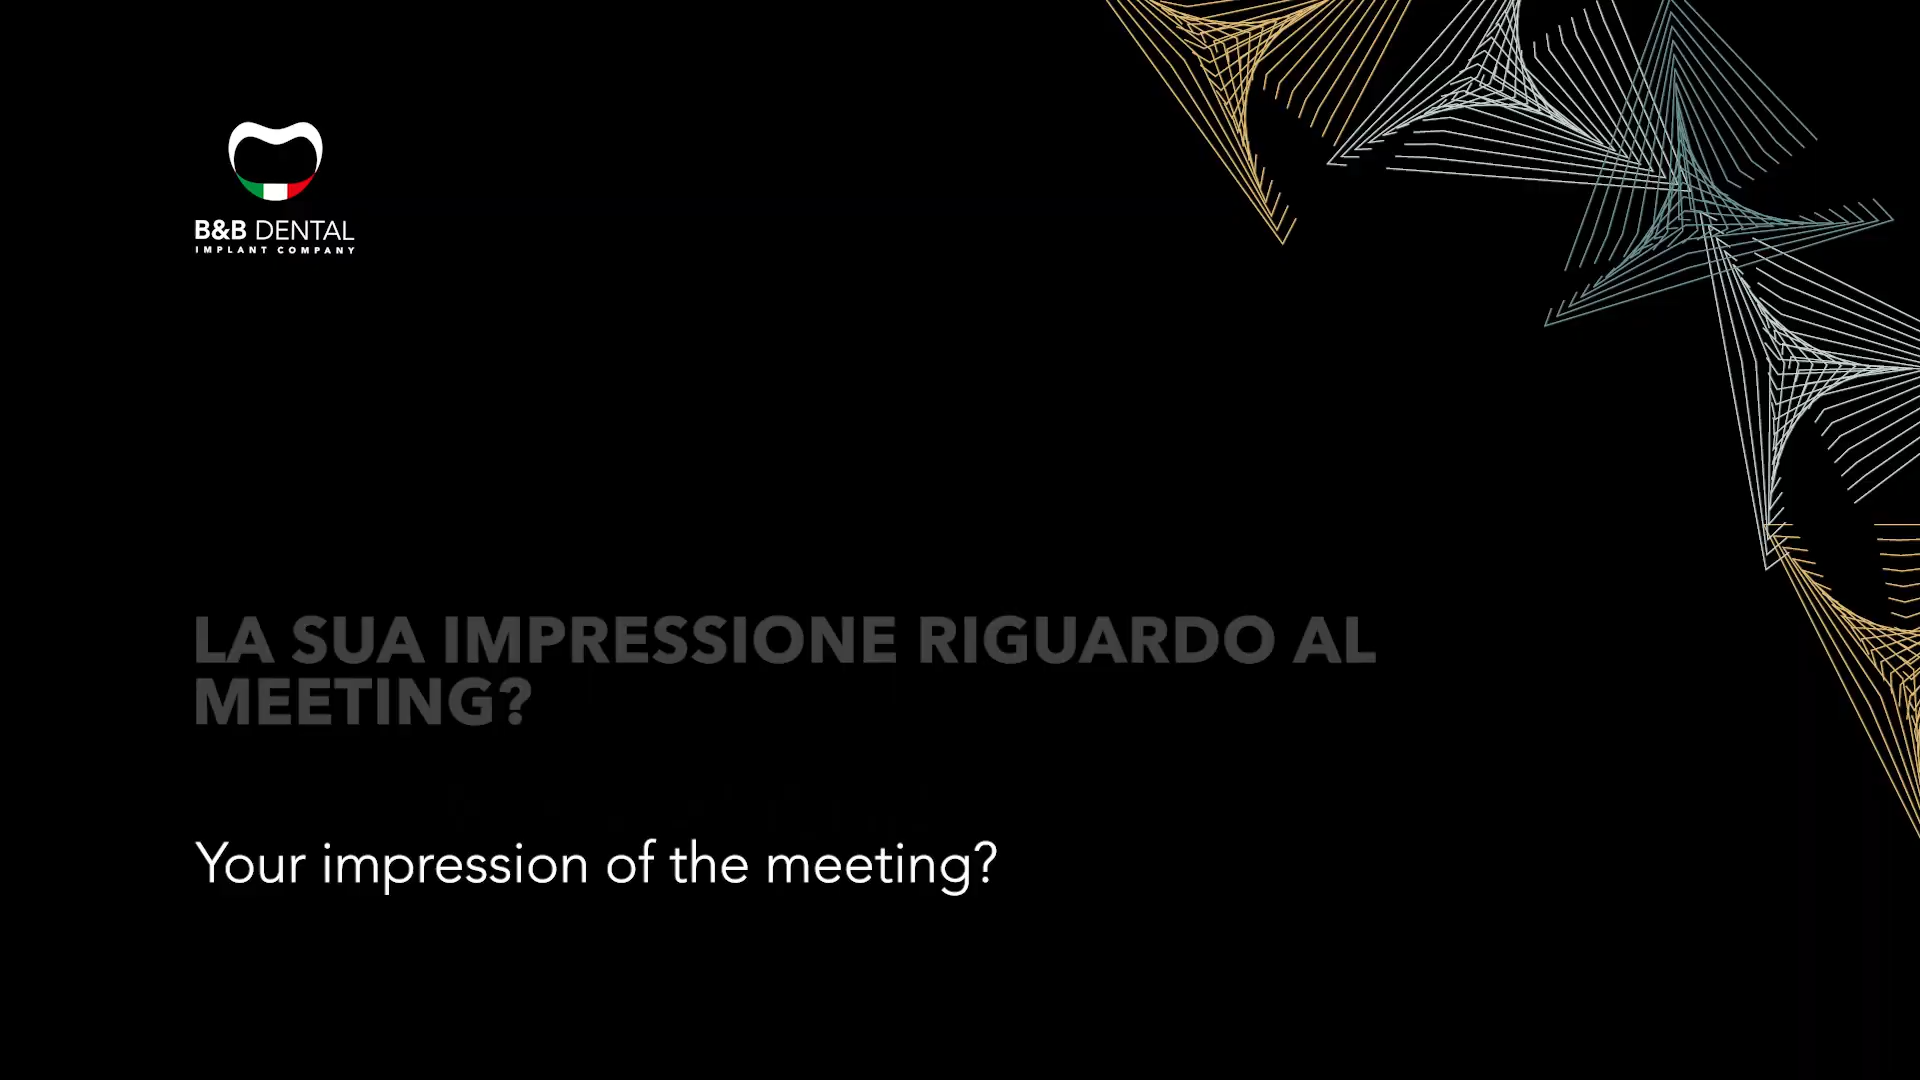 B&B DENTAL
IMPLANT COMPANY
LA SUA IMPRESSIONE RIGUARDO AL
MEETING?
Your impression of the meeting?